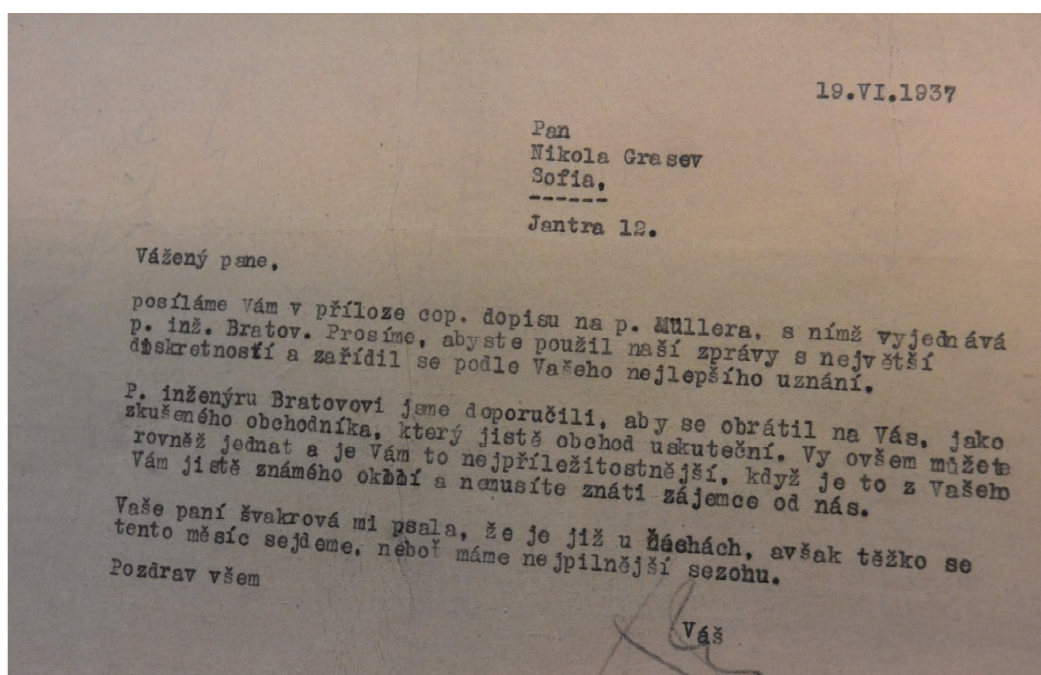 19.VI.1937
Pan
Nikola Grasev
Sofia,
------
Jantra 12.
Vážený pane,
posíláme Vám v příloze cop. dopisu na p. Müllera, s nímž vyjednává
p. inž. Bratov. Prosíme, abyste použil naší zprávy s největší
diskretností a zařídil se podle Vašeho nejlepšího uznání.
P. inženýru Bratovovi jsme doporučili, aby se obrátil na Vás, jako
zkušeného obchodníka, který jistě obchod uskuteční. Vy ovšem můžete
rovněž jednat a je Vám to nejpříležitostnější, když je to z Vašeho
Vám jistě známého a nemusíte znáti zájemce od nás.
Vaše paní švakrová mi psala, že je již u avšak těžko se
tento měsíc sejdeme, neboť máme nejpilnější sezohu.
Pozdrav všem
Váš